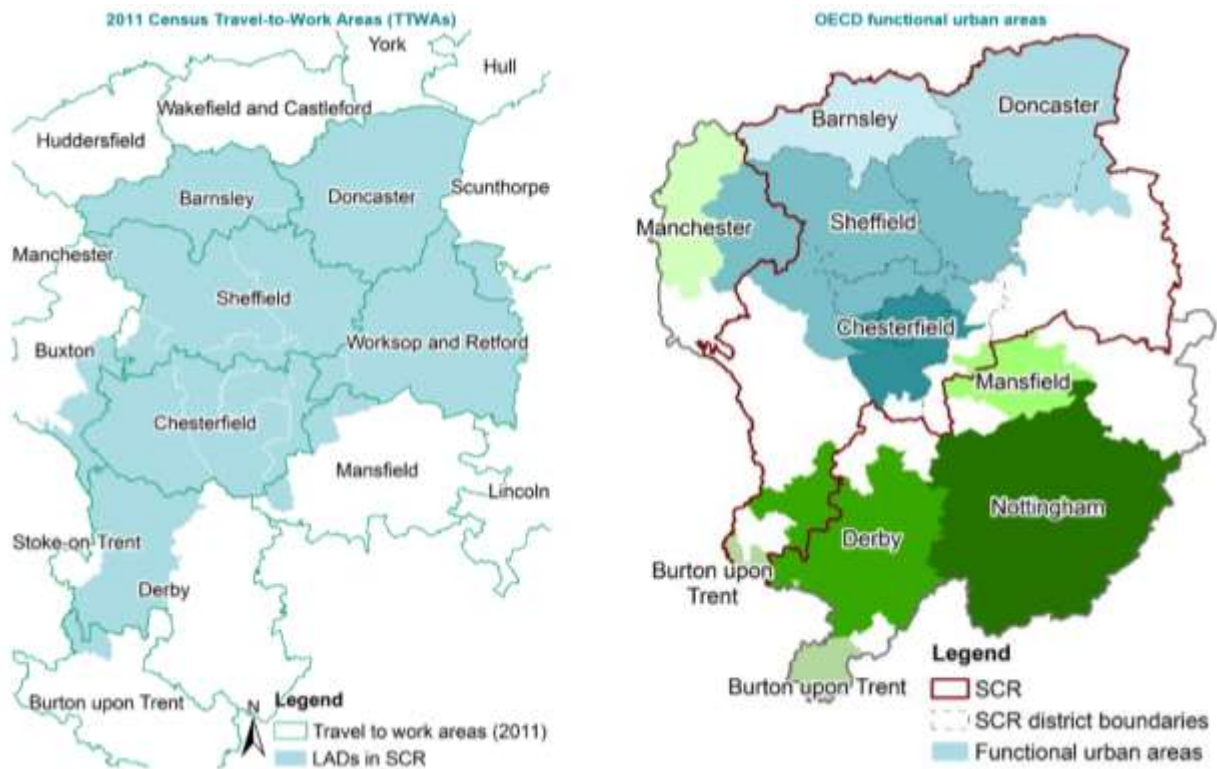 2011 Census Travel-to-Work Areas (TTWAs)
York
Hull
Wakefield and Castleford
Huddersfield
Barnsley
Doncaster
Scunthorpe
Manchester
Sheffield
Buxton
Worksop and Retford
Chesterfield
Mansfield
Lincoln
Stoke-on-Trent
Derby
Burton upon Trent
N
Legend
Travel to work areas (2011)
LADs in SCR
OECD functional urban areas
Doncaster
Barnsley
Manchester
Sheffield
Chesterfield
Mansfield
Nottingham
Derby
Burton upon
Trent
Burton upon Trent
Legend
SCR
SCR district boundaries
Functional urban areas